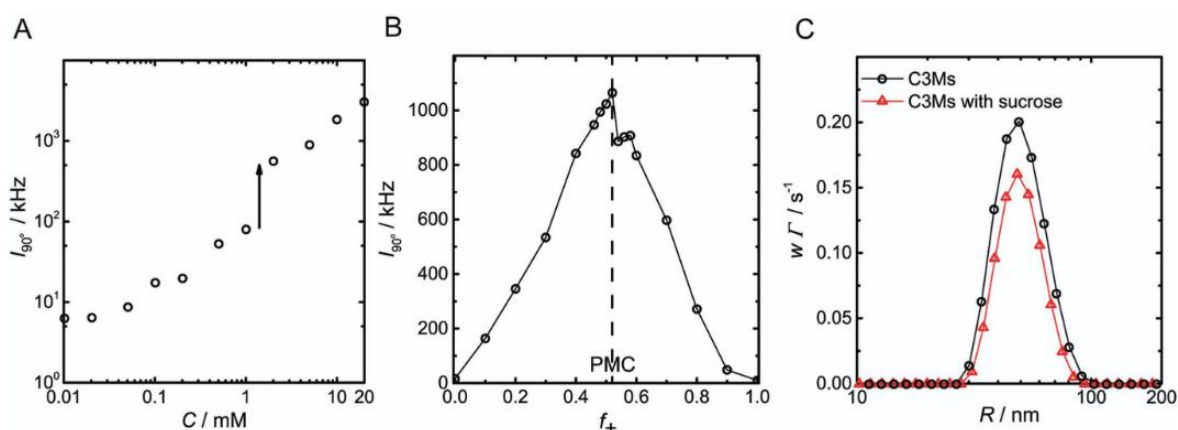 A
I₉₀° / kHz
10³
10²
10¹
10⁰
0.01
0.1
1
10
20
C / mM
B
I₉₀° / kHz
1000
800
600
400
200
0
PMC
0.0
0.2
0.4
0.6
0.8
1.0
f₊
C
C3Ms
C3Ms with sucrose
w Γ / s⁻¹
0.20
0.15
0.10
0.05
0.00
10
100
200
R / nm